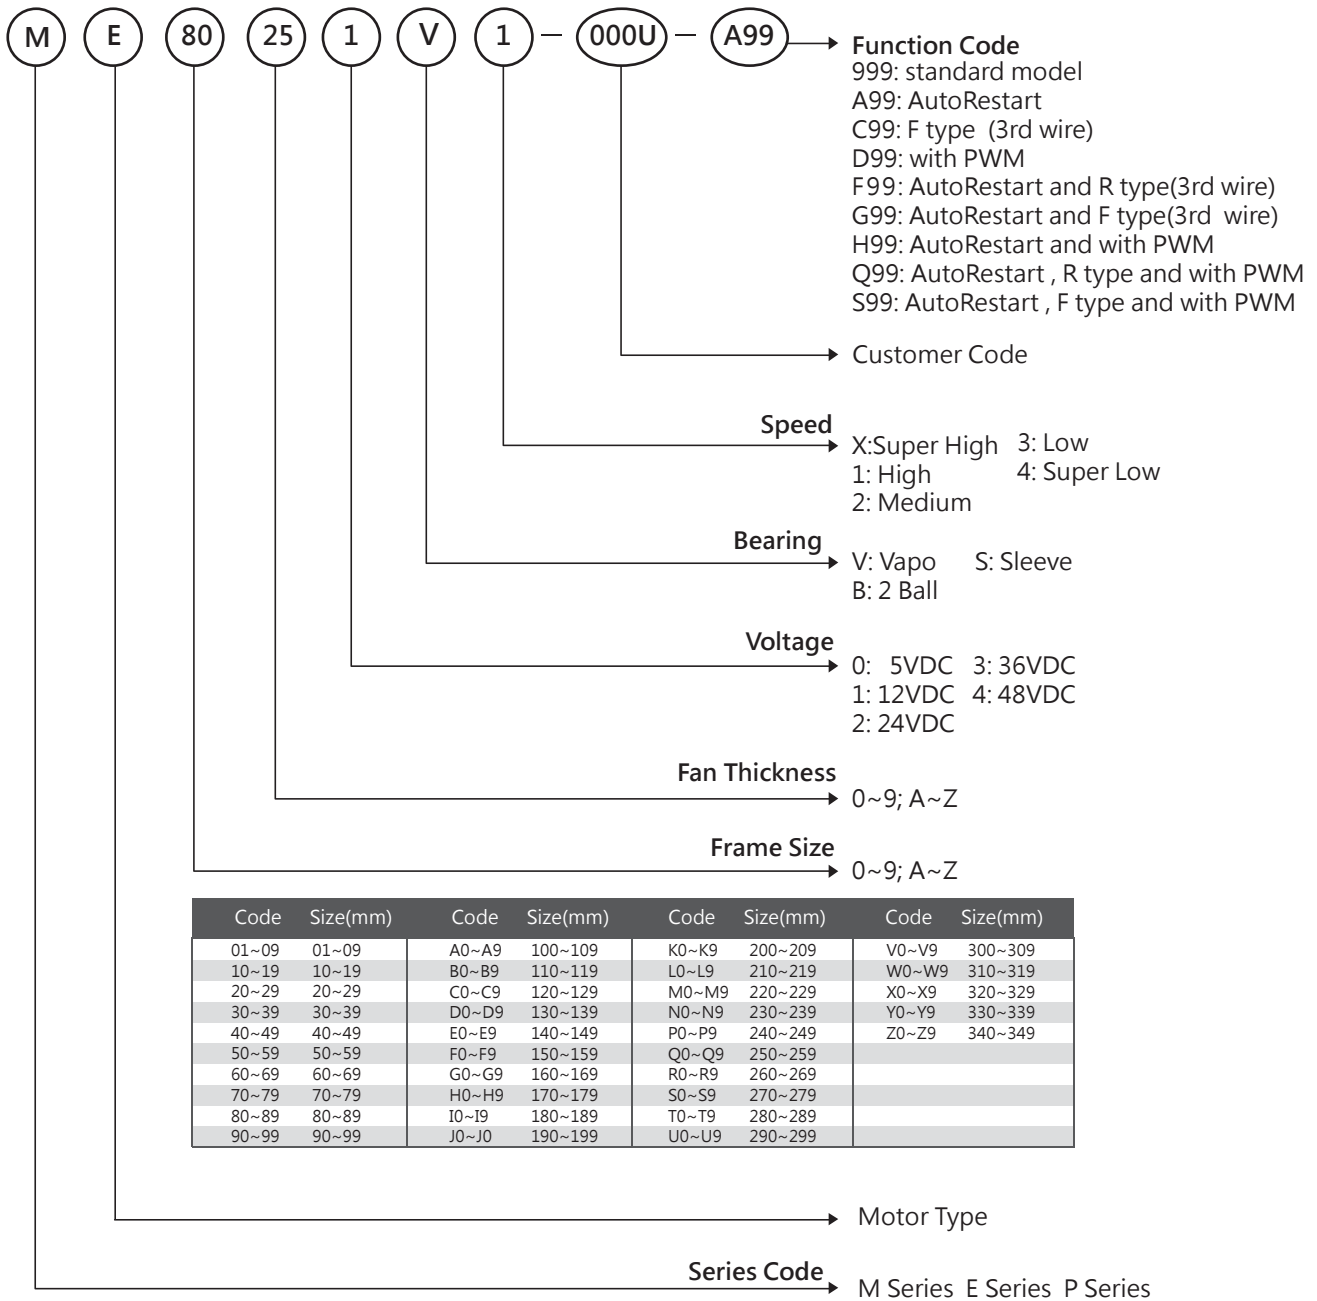 M E 80 25 1 V 1 — 000U — A99
Function Code
999: standard model
A99: AutoRestart
C99: F type (3rd wire)
D99: with PWM
F99: AutoRestart and R type(3rd wire)
G99: AutoRestart and F type(3rd wire)
H99: AutoRestart and with PWM
Q99: AutoRestart , R type and with PWM
S99: AutoRestart , F type and with PWM
Customer Code
Speed
X:Super High 3: Low
1: High 4: Super Low
2: Medium
Bearing
V: Vapo S: Sleeve
B: 2 Ball
Voltage
0: 5VDC 3: 36VDC
1: 12VDC 4: 48VDC
2: 24VDC
Fan Thickness
0~9; A~Z
Frame Size
0~9; A~Z
Code Size(mm) Code Size(mm) Code Size(mm) Code Size(mm)
01~09 01~09 A0~A9 100~109 K0~K9 200~209 V0~V9 300~309
10~19 10~19 B0~B9 110~119 L0~L9 210~219 W0~W9 310~319
20~29 20~29 C0~C9 120~129 M0~M9 220~229 X0~X9 320~329
30~39 30~39 D0~D9 130~139 N0~N9 230~239 Y0~Y9 330~339
40~49 40~49 E0~E9 140~149 P0~P9 240~249 Z0~Z9 340~349
50~59 50~59 F0~F9 150~159 Q0~Q9 250~259
60~69 60~69 G0~G9 160~169 R0~R9 260~269
70~79 70~79 H0~H9 170~179 S0~S9 270~279
80~89 80~89 I0~I9 180~189 T0~T9 280~289
90~99 90~99 J0~J0 190~199 U0~U9 290~299
Motor Type
Series Code
M Series E Series P Series